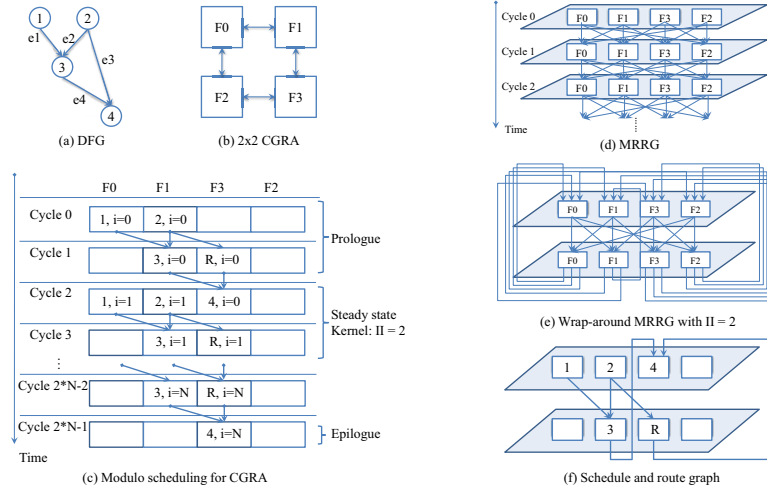 1 2
e1 e2
e3
3
e4
4
(a) DFG
F0 F1
F2 F3
(b) 2x2 CGRA
F0 F1 F3 F2
Cycle 0
1, i=0 2, i=0
Cycle 1
3, i=0 R, i=0
Prologue
Cycle 2
1, i=1 2, i=1 4, i=0
Cycle 3
3, i=1 R, i=1
Steady state
Kernel: II = 2
...
Cycle 2*N-2
3, i=N R, i=N
Cycle 2*N-1
4, i=N
Epilogue
Time
(c) Modulo scheduling for CGRA
Cycle 0
F0 F1 F3 F2
Cycle 1
F0 F1 F3 F2
Cycle 2
F0 F1 F3 F2
Time
(d) MRRG
F0 F1 F3 F2
F0 F1 F3 F2
(e) Wrap-around MRRG with II = 2
1 2 4
3 R
(f) Schedule and route graph